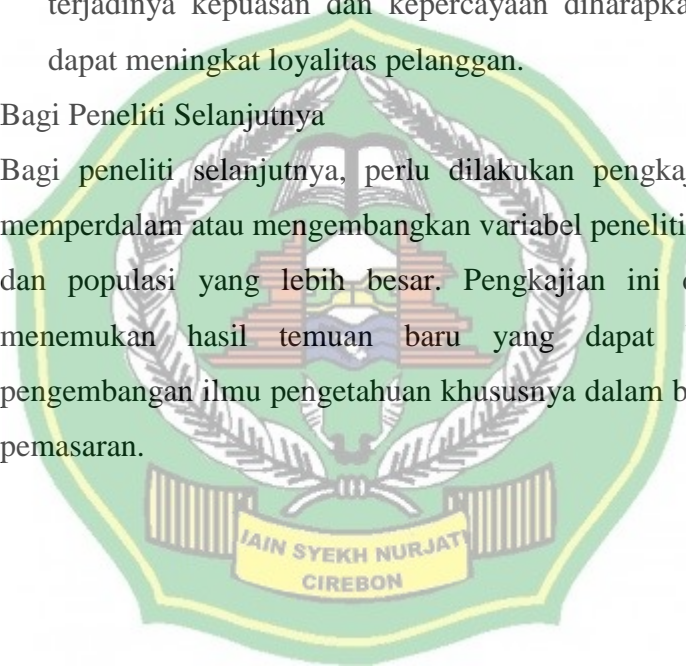 terjadinya kepuasan dan kepercayaan diharapka
dapat meningkat loyalitas pelanggan.
Bagi Peneliti Selanjutnya
Bagi peneliti selanjutnya, perlu dilakukan pengkaj
memperdalam atau mengembangkan variabel peneliti
dan populasi yang lebih besar. Pengkajian ini
menemukan hasil temuan baru yang dapat
pengembangan ilmu pengetahuan khususnya dalam b
pemasaran.
IAIN SYEKH NURJATI
CIREBON